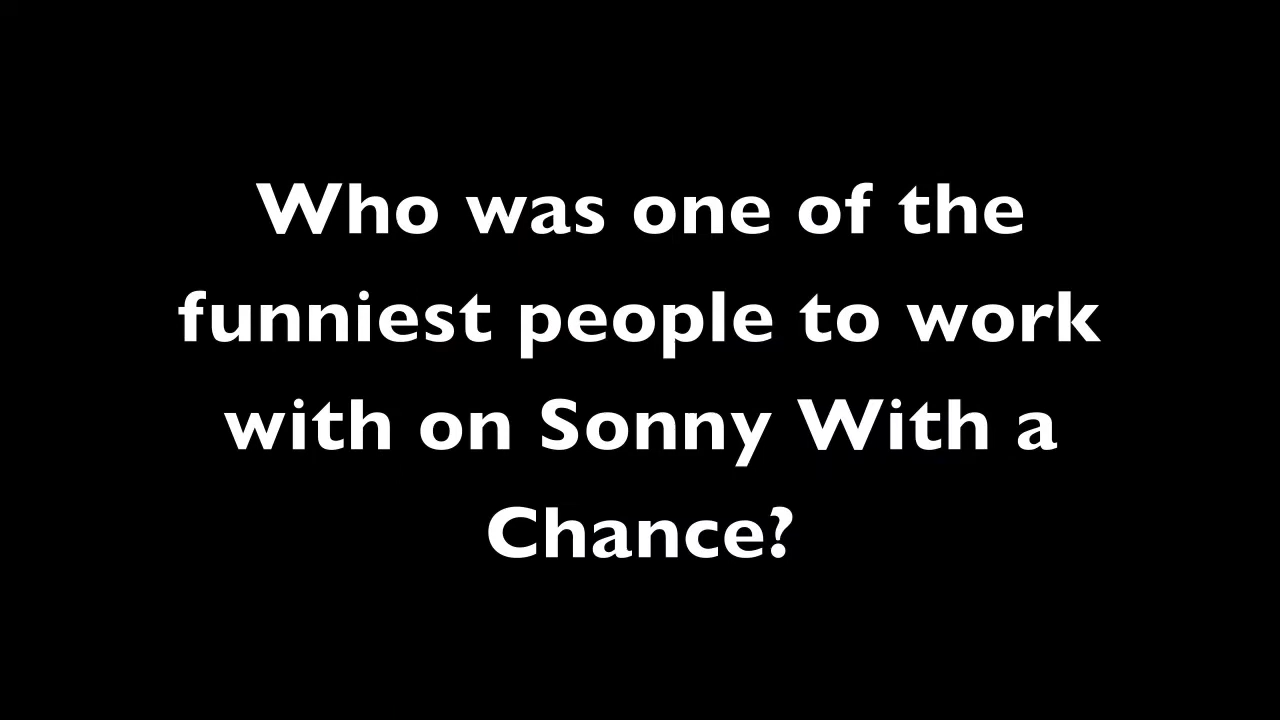 Who was one of the
funniest people to work
with on Sonny With a
Chance?